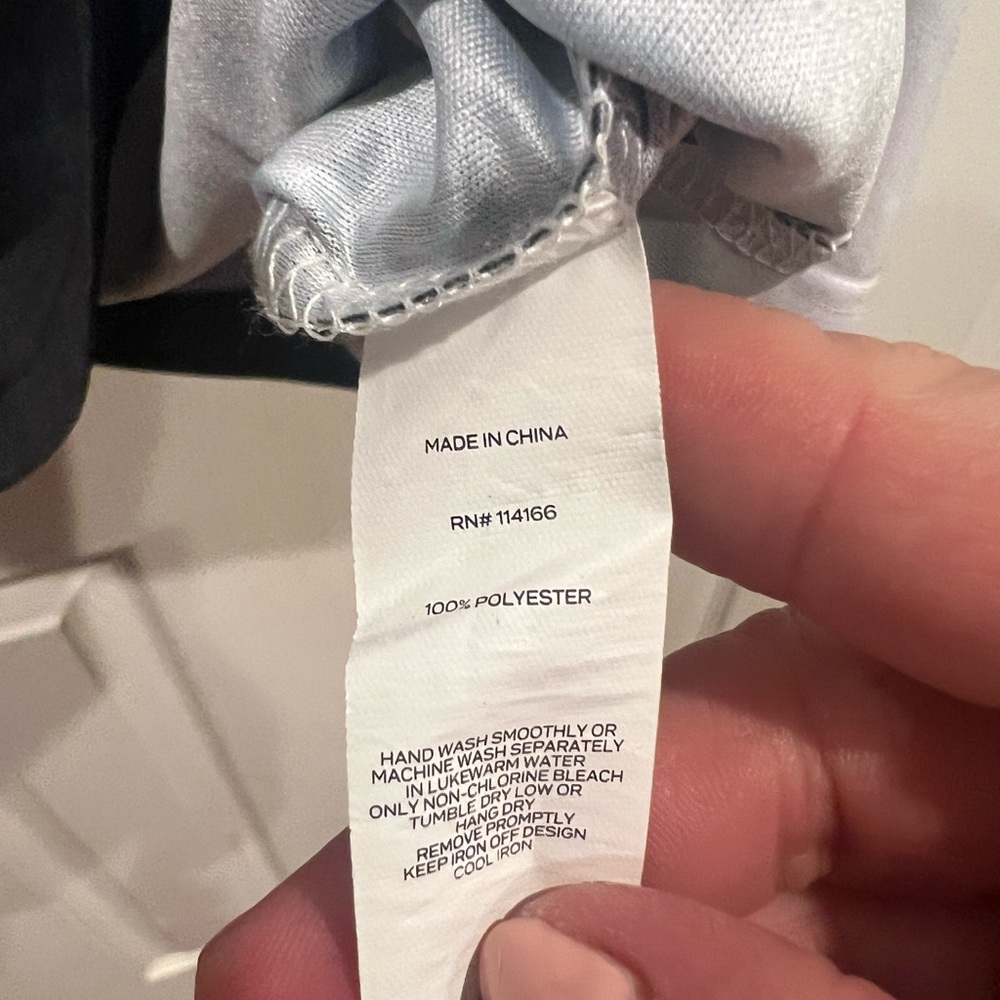 MADE IN CHINA
RN# 114166
100% POLYESTER
HAND WASH SMOOTHLY OR
MACHINE WASH SEPARATELY
IN LUKEWARM WATER
ONLY NON-CHLORINE BLEACH
TUMBLE DRY LOW OR
HANG DRY
REMOVE PROMPTLY
KEEP IRON OFF DESIGN
COOL IRON